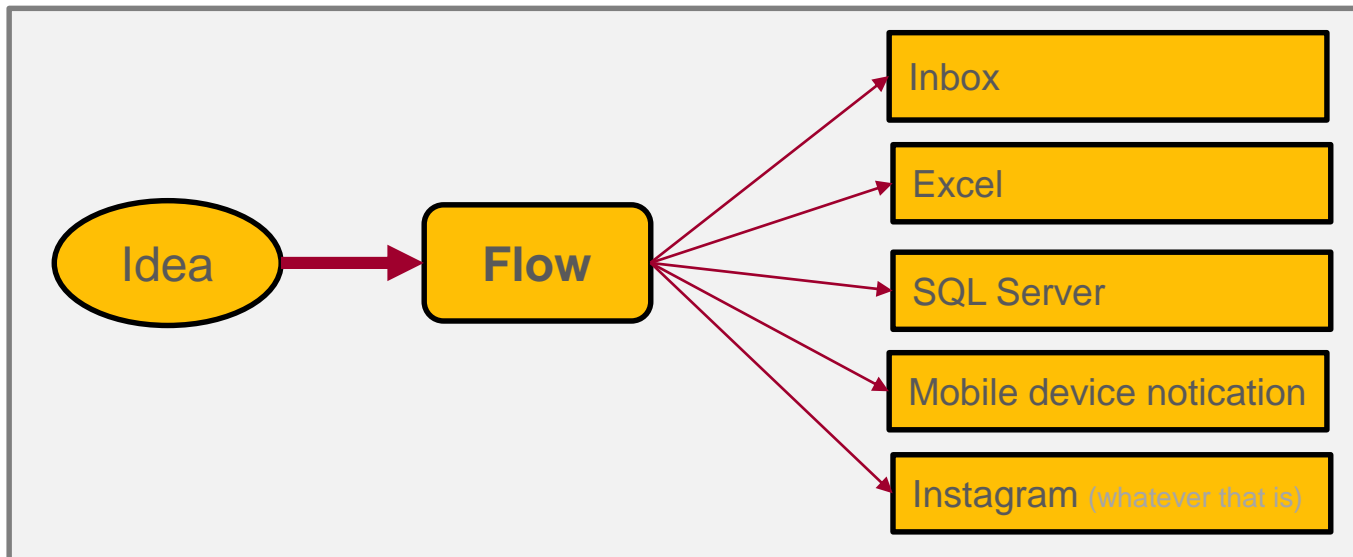 Idea
Flow
Inbox
Excel
SQL Server
Mobile device notication
Instagram (whatever that is)